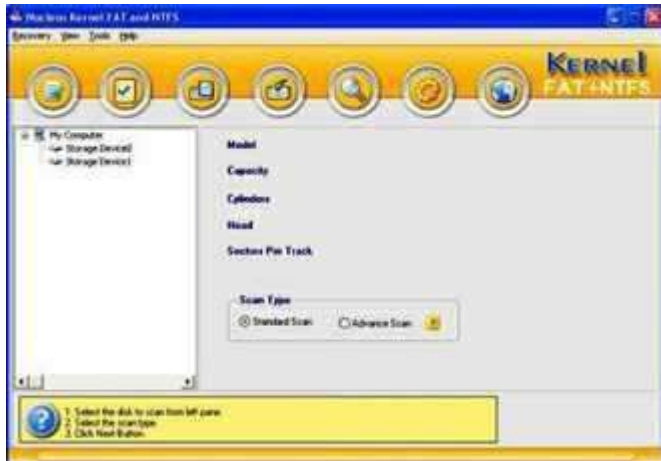 Nucleus Kernel FAT and NTFS
Recovery View Tools Help
KERNEL
FAT+NTFS
My Computer
Storage Device0
Storage Device1
Model
Capacity
Cylinders
Head
Sectors Per Track
Scan Type
Standard Scan
Advance Scan
1. Select the disk to scan from left pane
2. Select the scan type
3. Click Next Button